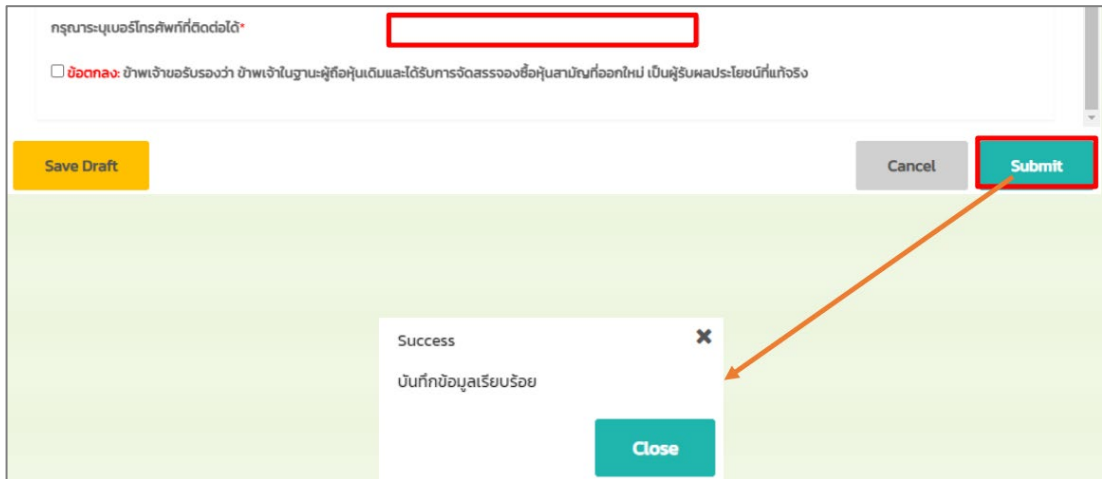 กรุณาระบุเบอร์โทรศัพท์ที่ติดต่อได้*
ข้อตกลง: ข้าพเจ้าขอรับรองว่า ข้าพเจ้าในฐานะผู้ถือหุ้นเดิมและได้รับการจัดสรรจองซื้อหุ้นสามัญที่ออกใหม่ เป็นผู้รับผลประโยชน์ที่แท้จริง
Save Draft
Cancel
Submit
Success
บันทึกข้อมูลเรียบร้อย
Close